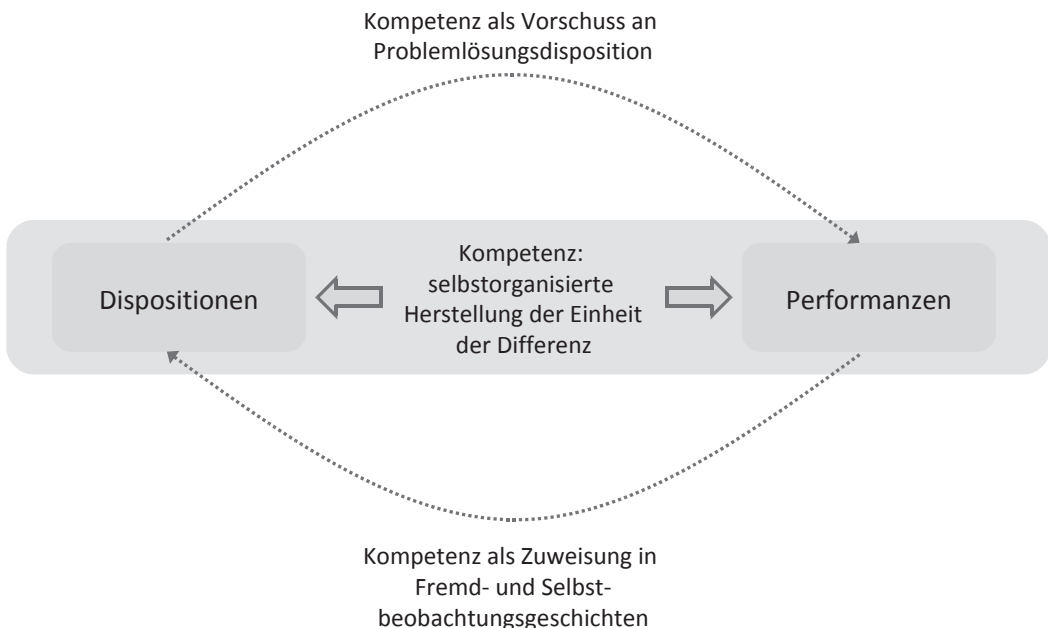 Kompetenz als Vorschuss an
Problemlösungsdisposition
Dispositionen
Kompetenz:
selbstorganisierte
Herstellung der Einheit
der Differenz
Performanzen
Kompetenz als Zuweisung in
Fremd- und Selbst-
beobachtungsgeschichten